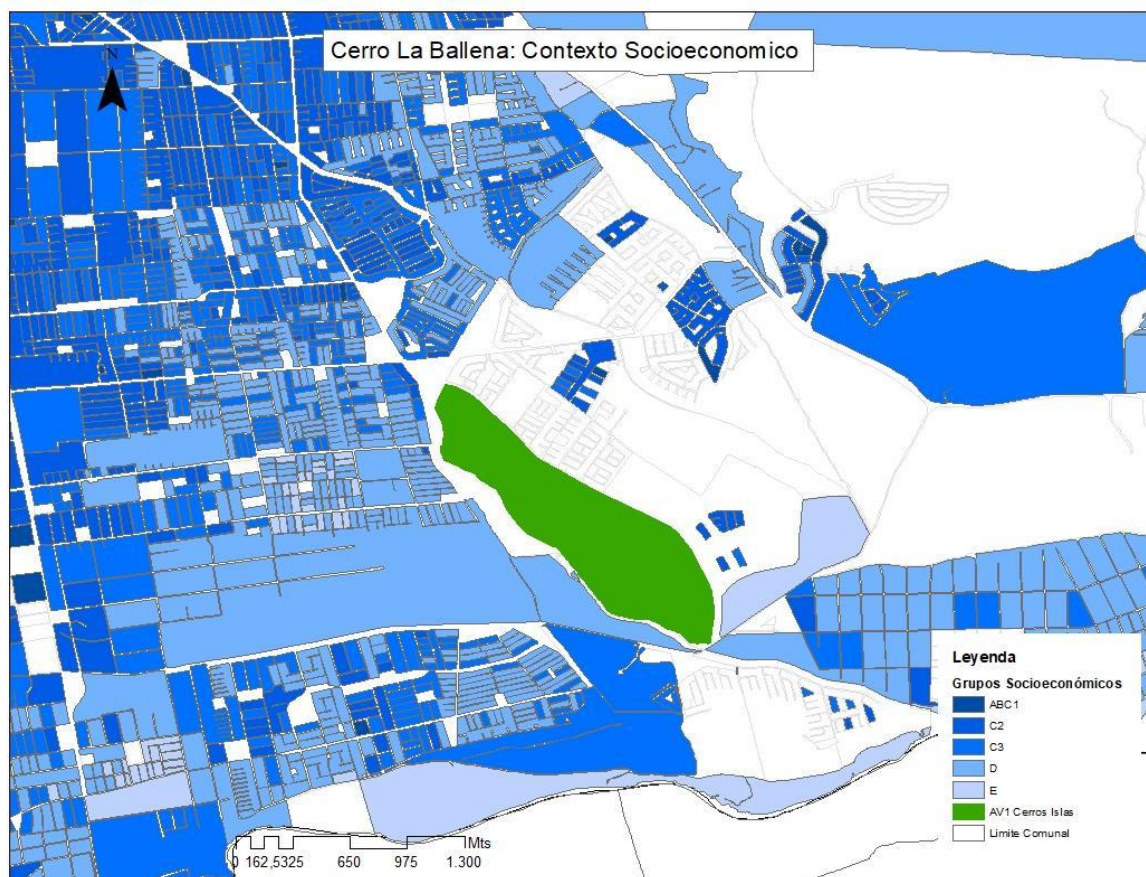 Cerro La Ballena: Contexto Socioeconomico
N
Leyenda
Grupos Socioeconómicos
ABC1
C2
C3
D
E
AV1 Cerros Islas
Limite Comunal
Mts
0 162,5325 650 975 1.300